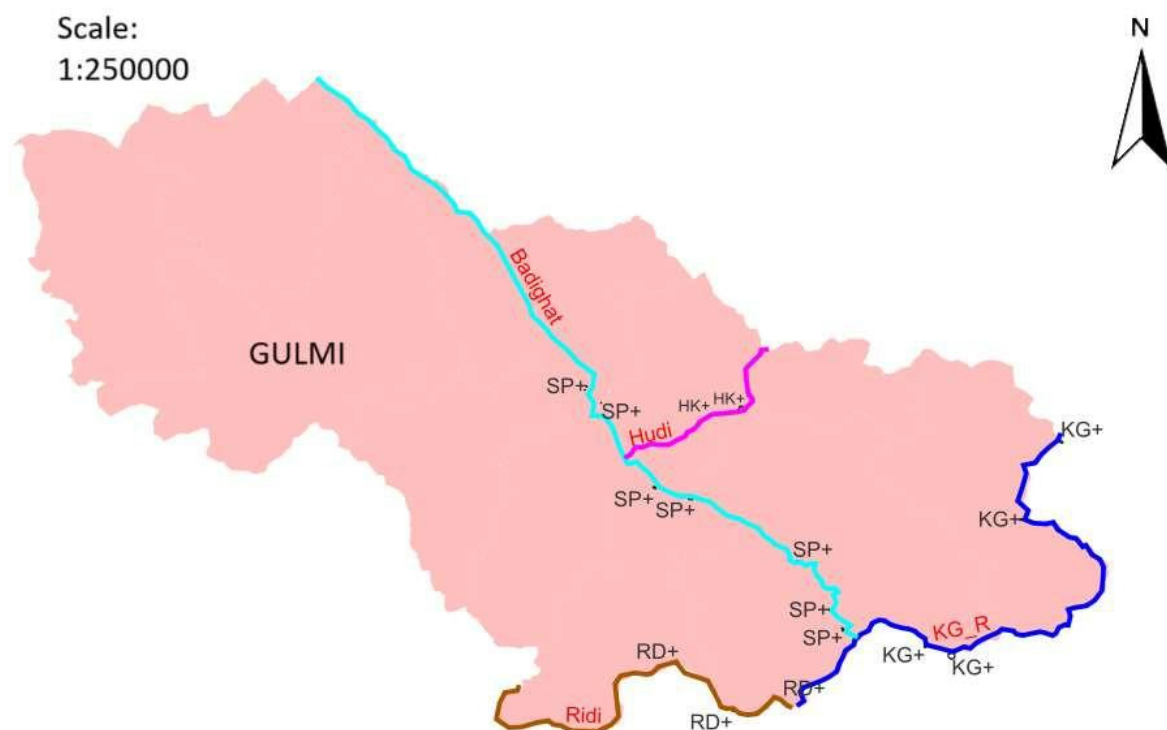 Scale:
1:250000
N
Badighat
GULMI
SP+
SP+
HK+
HK+
Hudi
KG+
SP+
SP+
KG+
SP+
SP+
SP+
KG_R
KG+
KG+
RD+
RD+
Ridi
RD+